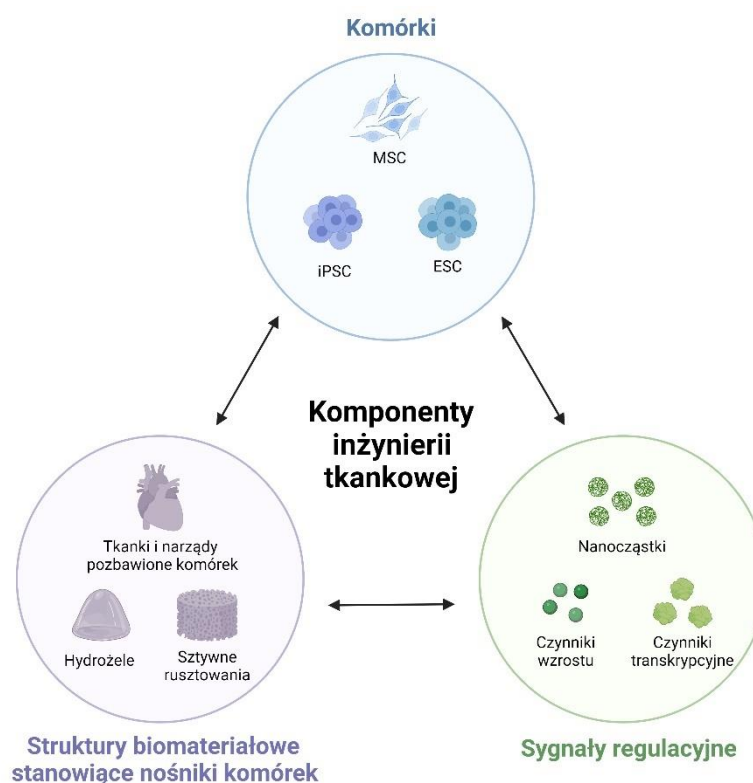 Komórki
MSC
iPSC
ESC
Komponenty
inżynierii
tkankowej
Tkanki i narządy
pozbawione komórek
Hydrożele
Sztywne
rusztowania
Struktury biomateriałowe
stanowiące nośniki komórek
Nanocząstki
Czynniki
wzrostu
Czynniki
transkrypcyjne
Sygnały regulacyjne